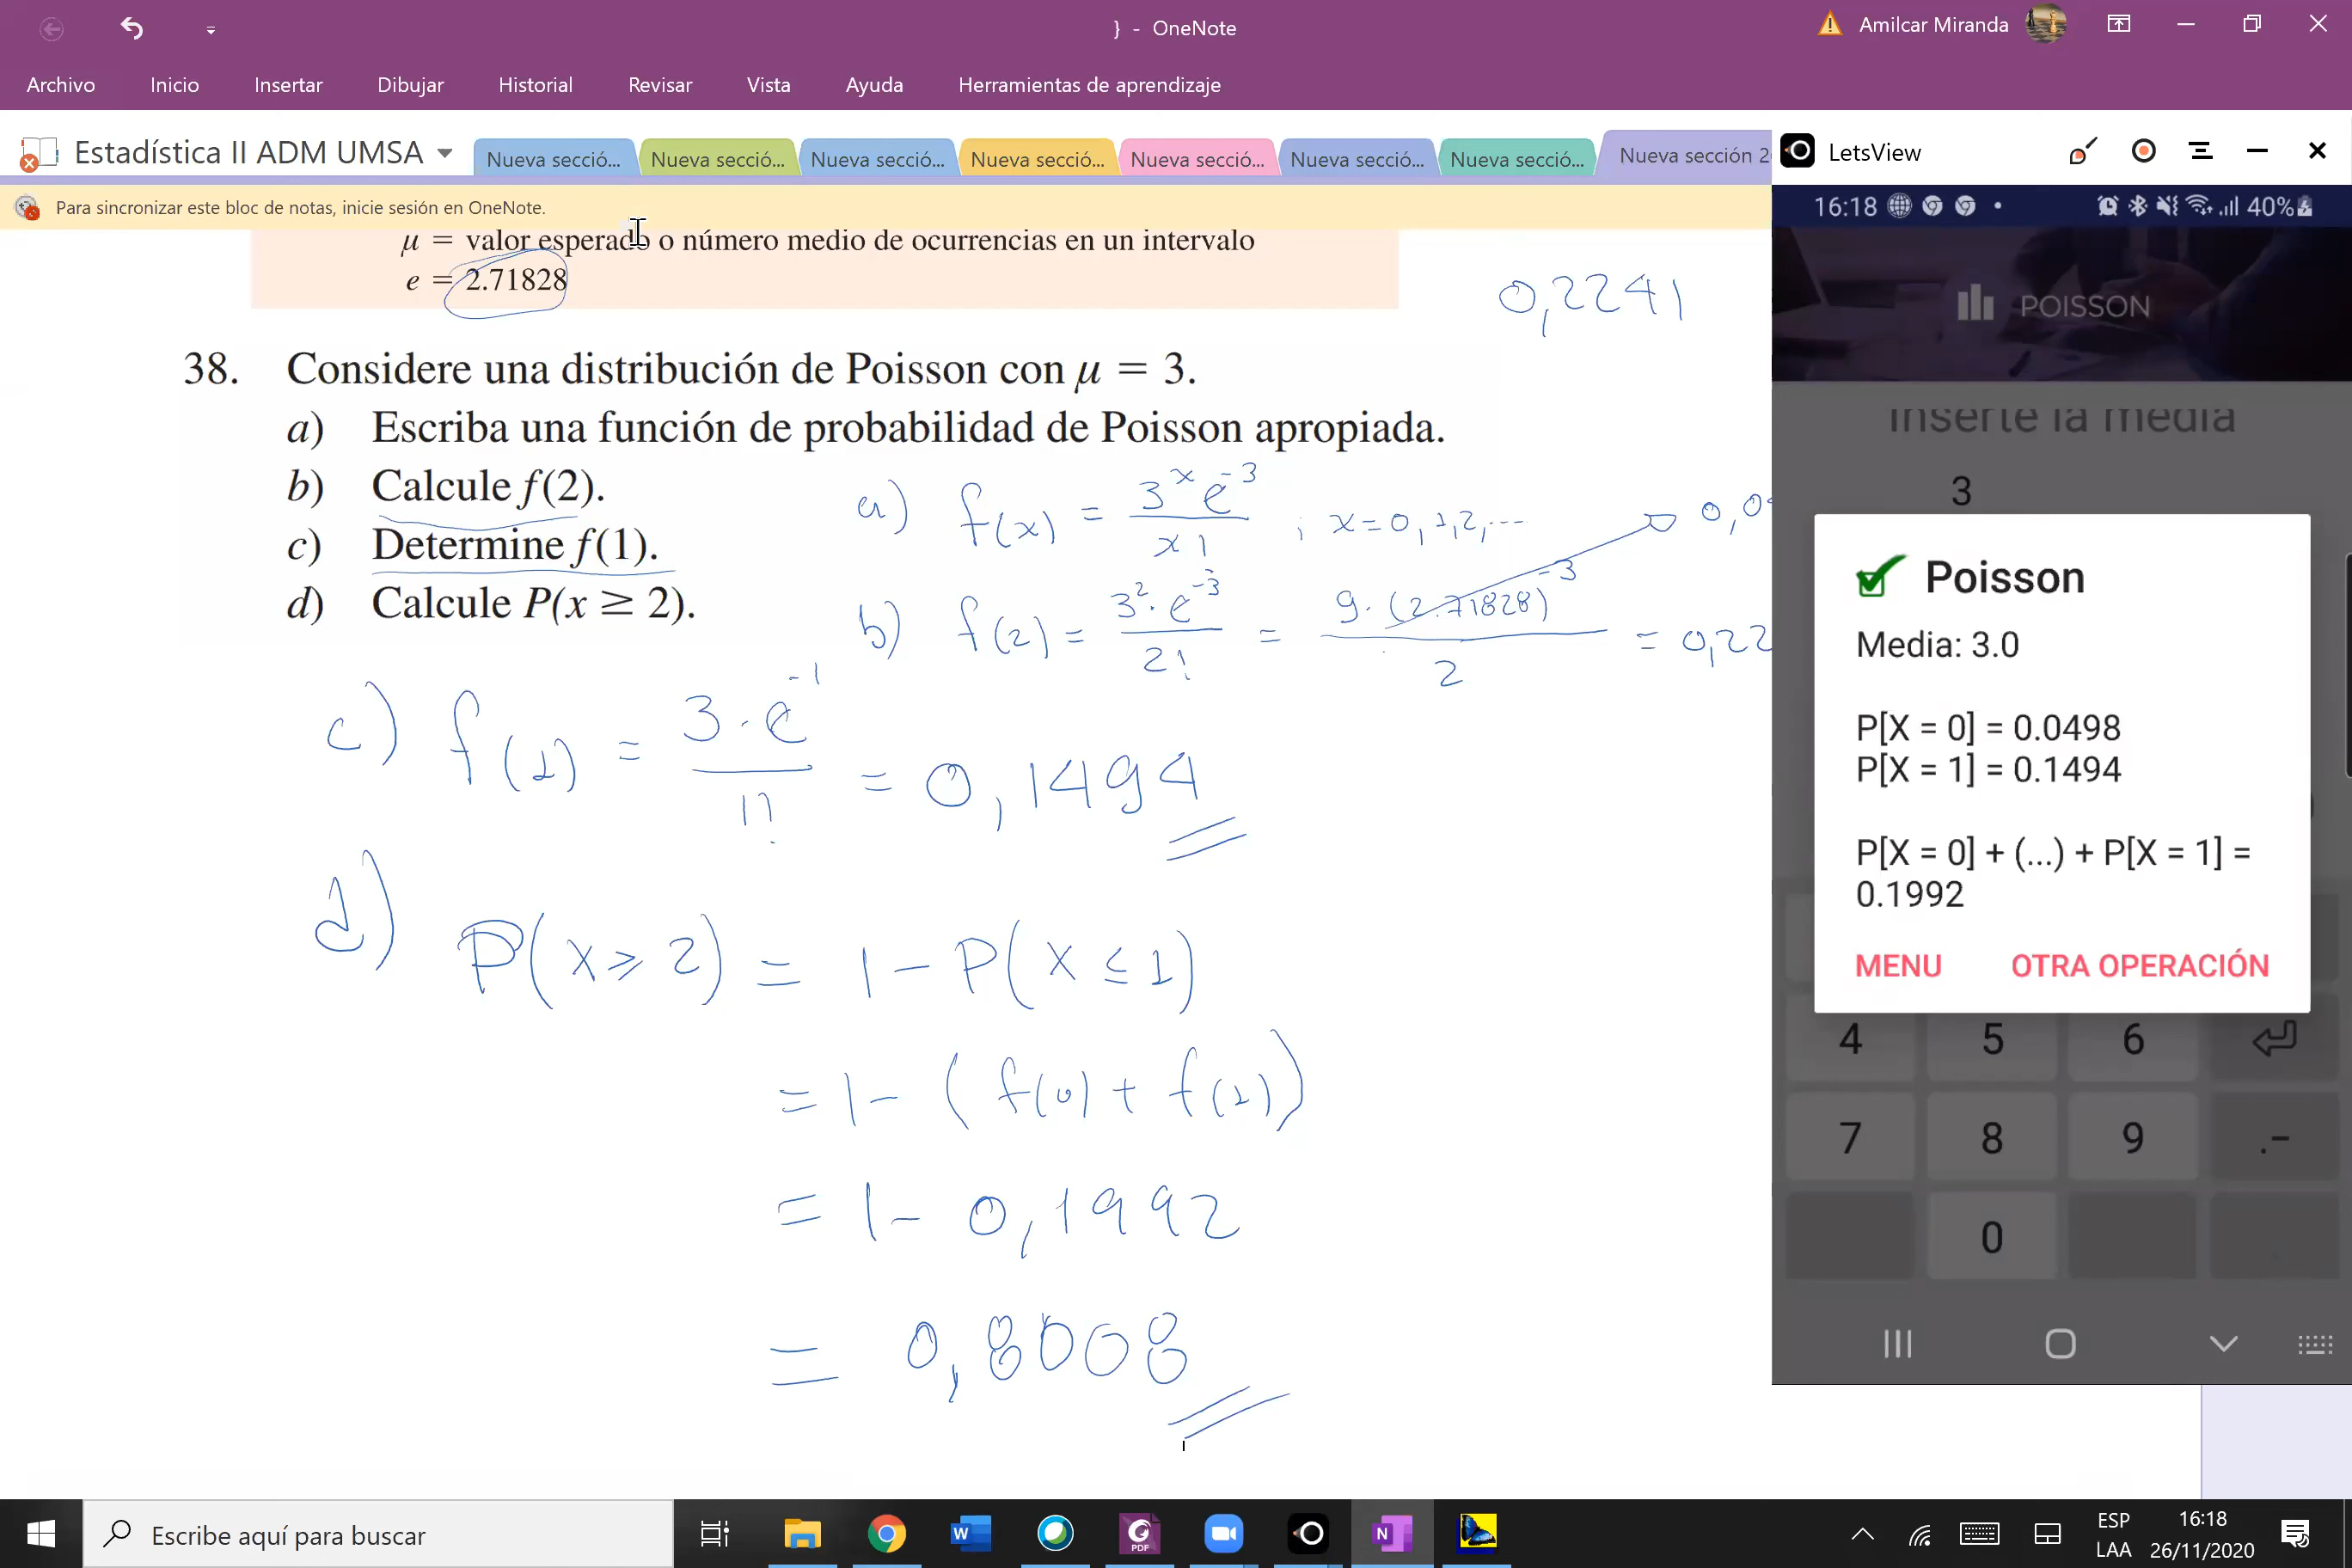 } - OneNote
Amilcar Miranda
Archivo Inicio Insertar Dibujar Historial Revisar Vista Ayuda Herramientas de aprendizaje
Estadística II ADM UMSA
Nueva secció... Nueva secció... Nueva secció... Nueva secció... Nueva secció... Nueva secció... Nueva secció... Nueva sección 2
Para sincronizar este bloc de notas, inicie sesión en OneNote.
μ = valor esperado o número medio de ocurrencias en un intervalo
e = 2.71828
0,2241
38. Considere una distribución de Poisson con μ = 3.
a) Escriba una función de probabilidad de Poisson apropiada.
b) Calcule f(2).
c) Determine f(1).
d) Calcule P(x ≥ 2).
a) f(x) = 3^x e^-3 / x! ; x = 0, 1, 2, ... 0,0
b) f(2) = 3^2 · e^-3 / 2! = 9 · (2.71828)^-3 / 2 = 0,22
c) f(1) = 3 · e^-1 / 1! = 0,1494
d) P(X ≥ 2) = 1 - P(X ≤ 1)
= 1 - (f(0) + f(1))
= 1 - 0,1992
= 0,8008
LetsView
16:18 40%
POISSON
Inserte la media
3
Poisson
Media: 3.0
P[X = 0] = 0.0498
P[X = 1] = 0.1494
P[X = 0] + (...) + P[X = 1] =
0.1992
MENU OTRA OPERACIÓN
4 5 6
7 8 9 .-
0
Escribe aquí para buscar
ESP
LAA
16:18
26/11/2020